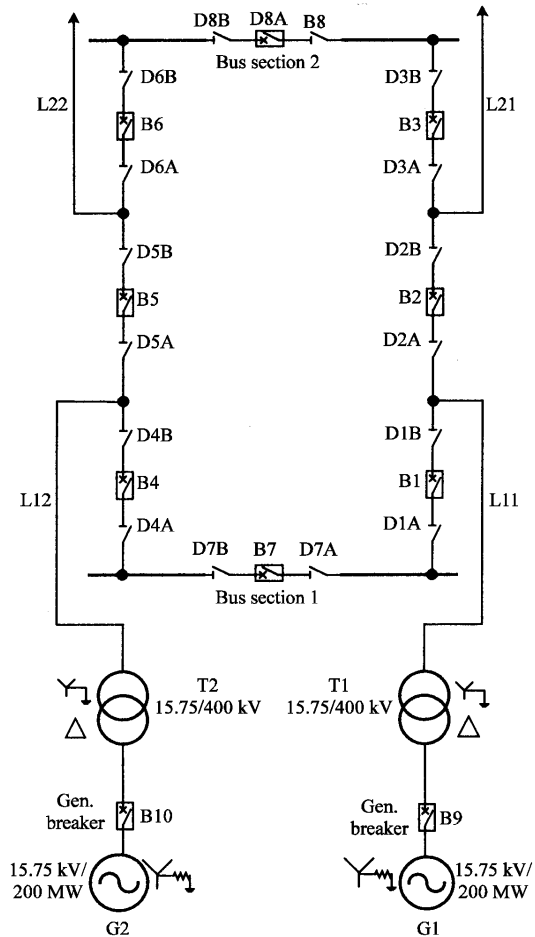 D8B D8A B8
Bus section 2
D6B
D3B
L22
L21
B6
B3
D6A
D3A
D5B
D2B
B5
B2
D5A
D2A
D4B
D1B
L12
B4
B1
L11
D4A
D1A
D7B B7 D7A
Bus section 1
T2
15.75/400 kV
T1
15.75/400 kV
Gen.
breaker
B10
Gen.
breaker
B9
15.75 kV/
200 MW
15.75 kV/
200 MW
G2
G1